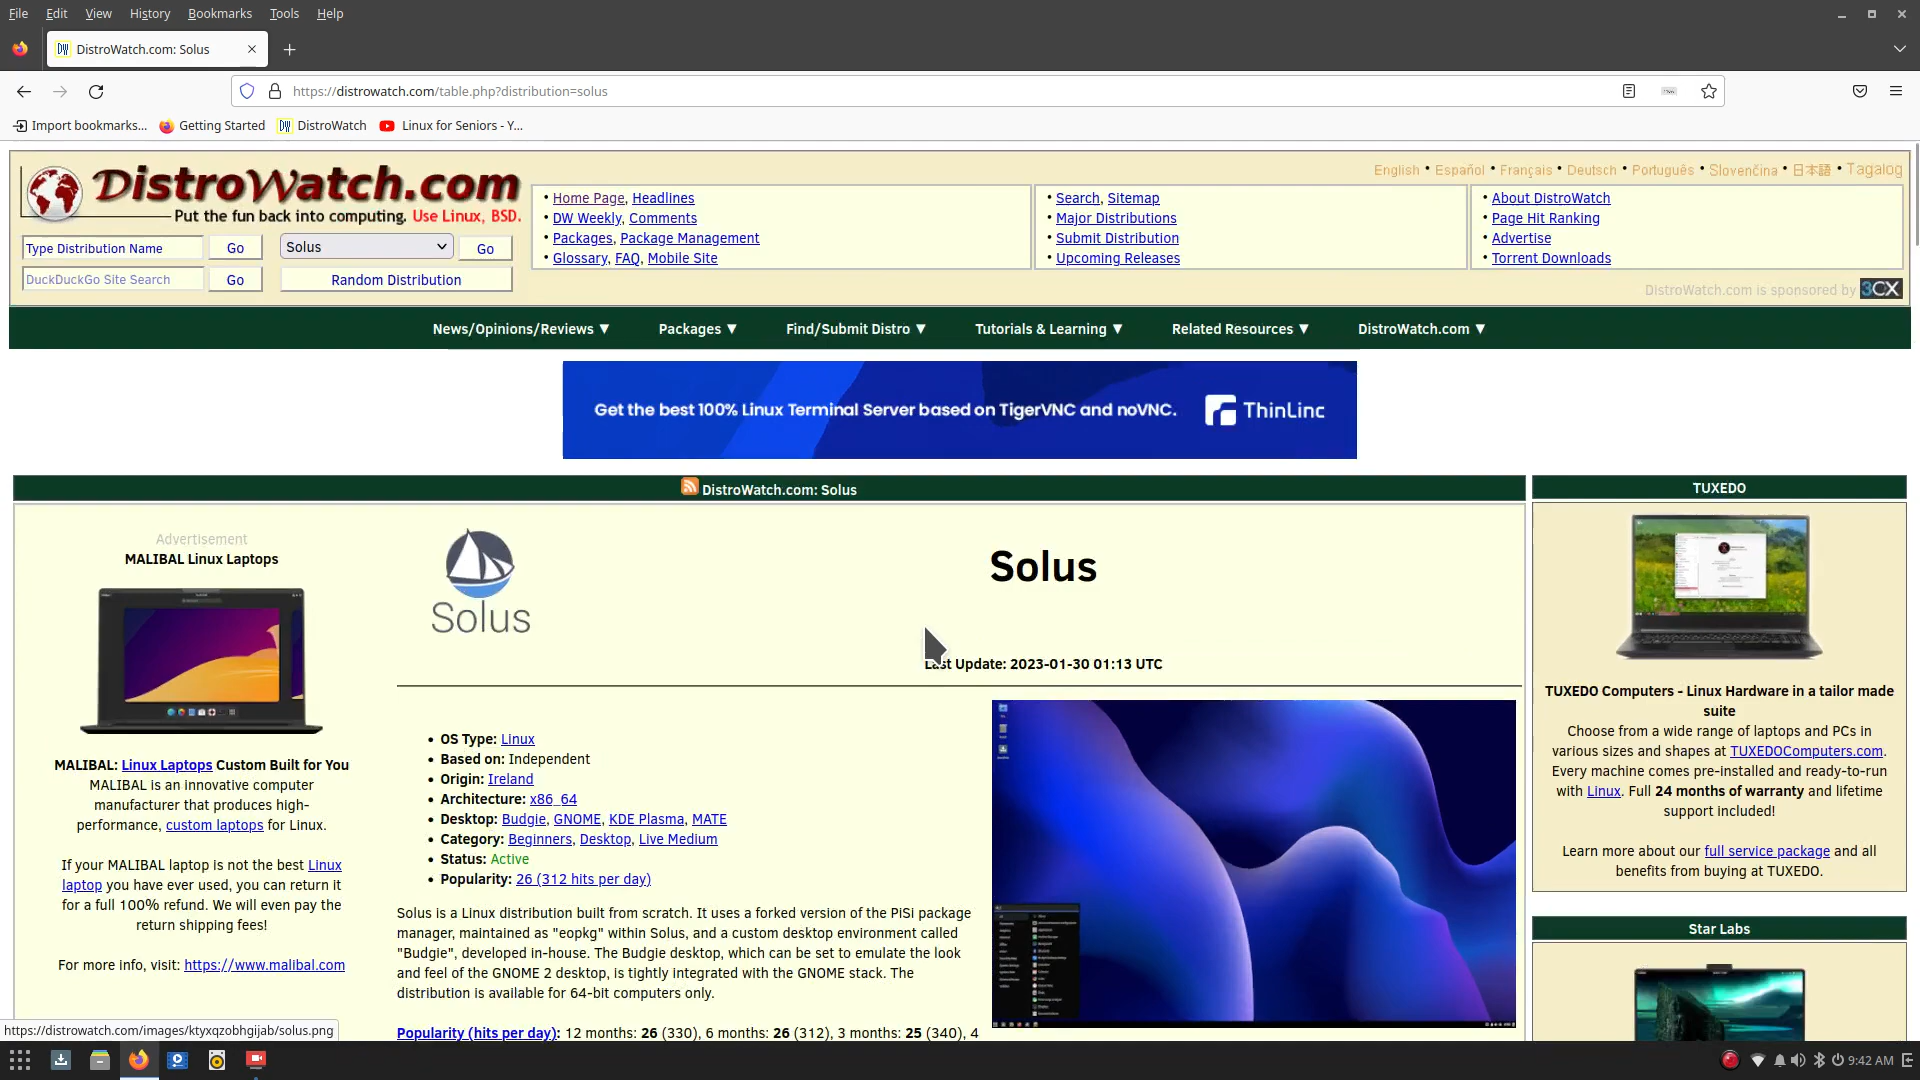 File Edit View History Bookmarks Tools Help
DistroWatch.com: Solus
https://distrowatch.com/table.php?distribution=solus
Import bookmarks... Getting Started DistroWatch Linux for Seniors - Y...
DistroWatch.com
Put the fun back into computing. Use Linux, BSD.
English • Español • Français • Deutsch • Português • Slovenčina • 日本語 • Tagalog
Type Distribution Name Go Solus Go
DuckDuckGo Site Search Go Random Distribution
• Home Page, Headlines
• DW Weekly, Comments
• Packages, Package Management
• Glossary, FAQ, Mobile Site
• Search, Sitemap
• Major Distributions
• Submit Distribution
• Upcoming Releases
• About DistroWatch
• Page Hit Ranking
• Advertise
• Torrent Downloads
DistroWatch.com is sponsored by 3CX
News/Opinions/Reviews ▼ Packages ▼ Find/Submit Distro ▼ Tutorials & Learning ▼ Related Resources ▼ DistroWatch.com ▼
Get the best 100% Linux Terminal Server based on TigerVNC and noVNC. ThinLinc
DistroWatch.com: Solus
Advertisement
MALIBAL Linux Laptops
MALIBAL: Linux Laptops Custom Built for You
MALIBAL is an innovative computer
manufacturer that produces high-
performance, custom laptops for Linux.
If your MALIBAL laptop is not the best Linux
laptop you have ever used, you can return it
for a full 100% refund. We will even pay the
return shipping fees!
For more info, visit: https://www.malibal.com
Solus
Solus
Last Update: 2023-01-30 01:13 UTC
• OS Type: Linux
• Based on: Independent
• Origin: Ireland
• Architecture: x86_64
• Desktop: Budgie, GNOME, KDE Plasma, MATE
• Category: Beginners, Desktop, Live Medium
• Status: Active
• Popularity: 26 (312 hits per day)
Solus is a Linux distribution built from scratch. It uses a forked version of the PiSi package
manager, maintained as "eopkg" within Solus, and a custom desktop environment called
"Budgie", developed in-house. The Budgie desktop, which can be set to emulate the look
and feel of the GNOME 2 desktop, is tightly integrated with the GNOME stack. The
distribution is available for 64-bit computers only.
Popularity (hits per day): 12 months: 26 (330), 6 months: 26 (312), 3 months: 25 (340), 4
TUXEDO
TUXEDO Computers - Linux Hardware in a tailor made
suite
Choose from a wide range of laptops and PCs in
various sizes and shapes at TUXEDOComputers.com.
Every machine comes pre-installed and ready-to-run
with Linux. Full 24 months of warranty and lifetime
support included!
Learn more about our full service package and all
benefits from buying at TUXEDO.
Star Labs
https://distrowatch.com/images/ktyxqzobhgijab/solus.png
9:42 AM